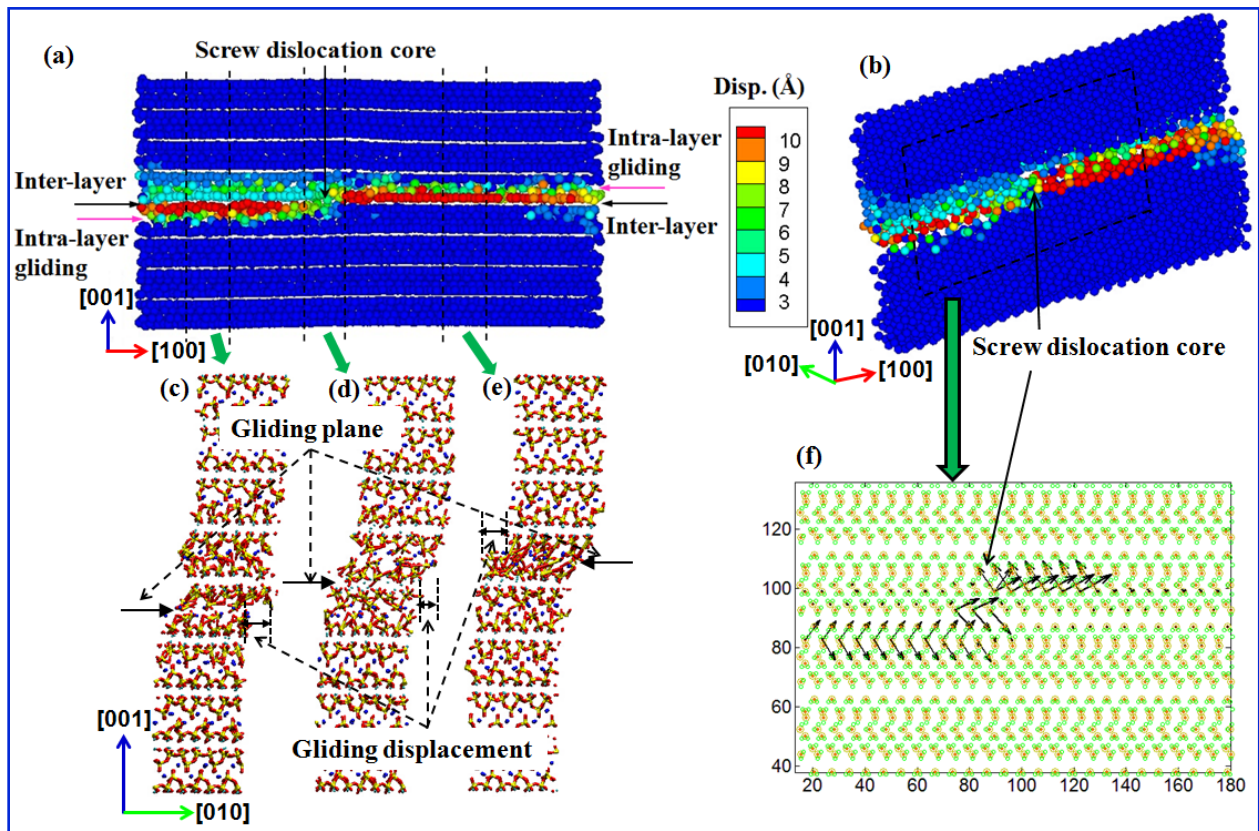 (a)
Screw dislocation core
(b)
Disp. (Å)
10
9
8
7
6
5
4
3
Intra-layer
gliding
Inter-layer
Inter-layer
Intra-layer
gliding
[001]
[100]
[001]
[010]
[100]
Screw dislocation core
(c)
(d)
(e)
Gliding plane
(f)
Gliding displacement
[001]
[010]
120
100
80
60
40
20
40
60
80
100
120
140
160
180